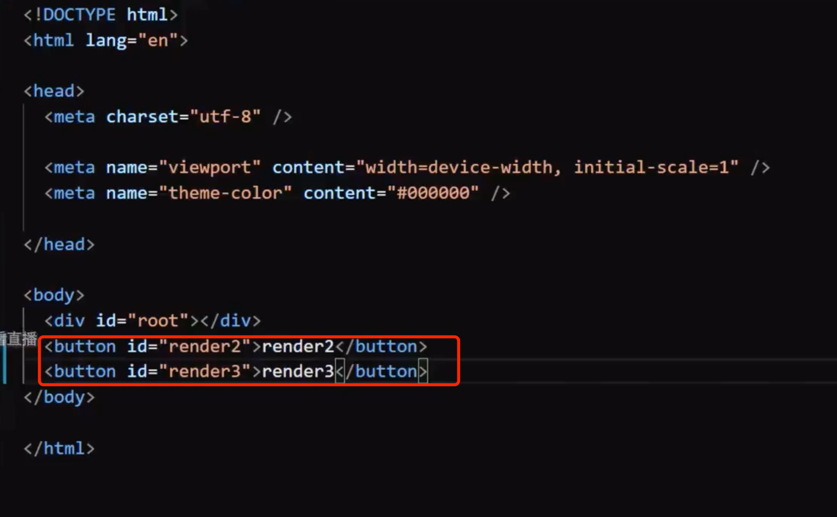 <!DOCTYPE html>
<html lang="en">
<head>
<meta charset="utf-8" />
<meta name="viewport" content="width=device-width, initial-scale=1" />
<meta name="theme-color" content="#000000" />
</head>
<body>
<div id="root"></div>
直播
<button id="render2">render2</button>
<button id="render3">render3</button>
</body>
</html>